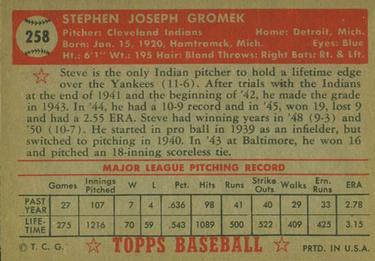 258
STEPHEN JOSEPH GROMEK
Pitcher: Cleveland Indians Home: Detroit, Mich.
Born: Jan. 15, 1920, Hamtramck, Mich. Eyes: Blue
Ht.: 6'1" Wt.: 195 Hair: Blond Throws: Right Bats: Rt. & Lft.
Steve is the only Indian pitcher to hold a lifetime edge
over the Yankees (11-6). After trials with the Indians
at the end of 1941 and the beginning of '42, he made the grade
in 1943. In '44, he had a 10-9 record and in '45, won 19, lost 9
and had a 2.55 ERA. Steve had winning years in '48 (9-3) and
'50 (10-7). He started in pro ball in 1939 as an infielder, but
switched to pitching in 1940. In '43 at Baltimore, he won 16
and pitched an 18-inning scoreless tie.
MAJOR LEAGUE PITCHING RECORD
Games Innings Pitched W L Pct. Hits Runs Strike Outs Walks Ern. Runs ERA
PAST YEAR 27 107 7 4 .636 98 41 40 29 33 2.78
LIFE-TIME 275 1216 70 59 .543 1089 500 412 391 444 3.15
© T. C. G. TOPPS BASEBALL PRTD. IN U.S.A.